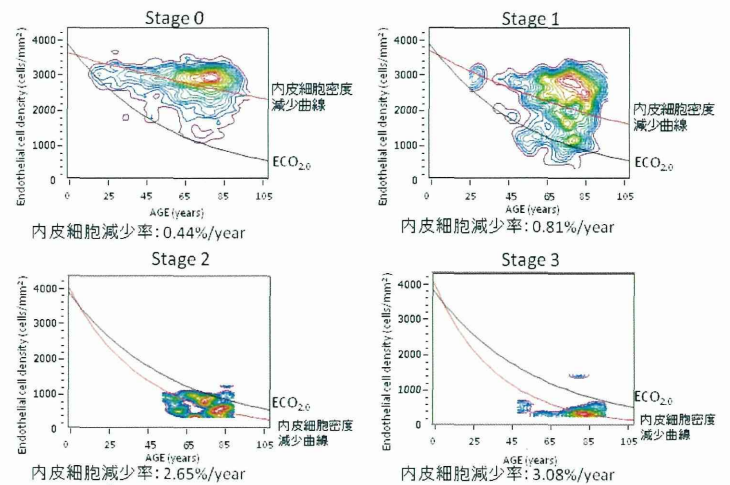 Stage 0
Endothelial cell density (cells/mm²)
4000
3000
2000
1000
0
0 25 45 65 85 105
AGE (years)
内皮細胞密度
減少曲線
ECO2.0
内皮細胞減少率:0.44%/year
Stage 1
Endothelial cell density (cells/mm²)
4000
3000
2000
1000
0
0 25 45 65 85 105
AGE (years)
内皮細胞密度
減少曲線
ECO2.0
内皮細胞減少率:0.81%/year
Stage 2
Endothelial cell density (cells/mm²)
4000
3000
2000
1000
0
0 25 45 65 85 105
AGE (years)
ECO2.0
内皮細胞密度
減少曲線
内皮細胞減少率:2.65%/year
Stage 3
Endothelial cell density (cells/mm²)
4000
3000
2000
1000
0
0 25 45 65 85 105
AGE (years)
ECO2.0
内皮細胞密度
減少曲線
内皮細胞減少率:3.08%/year